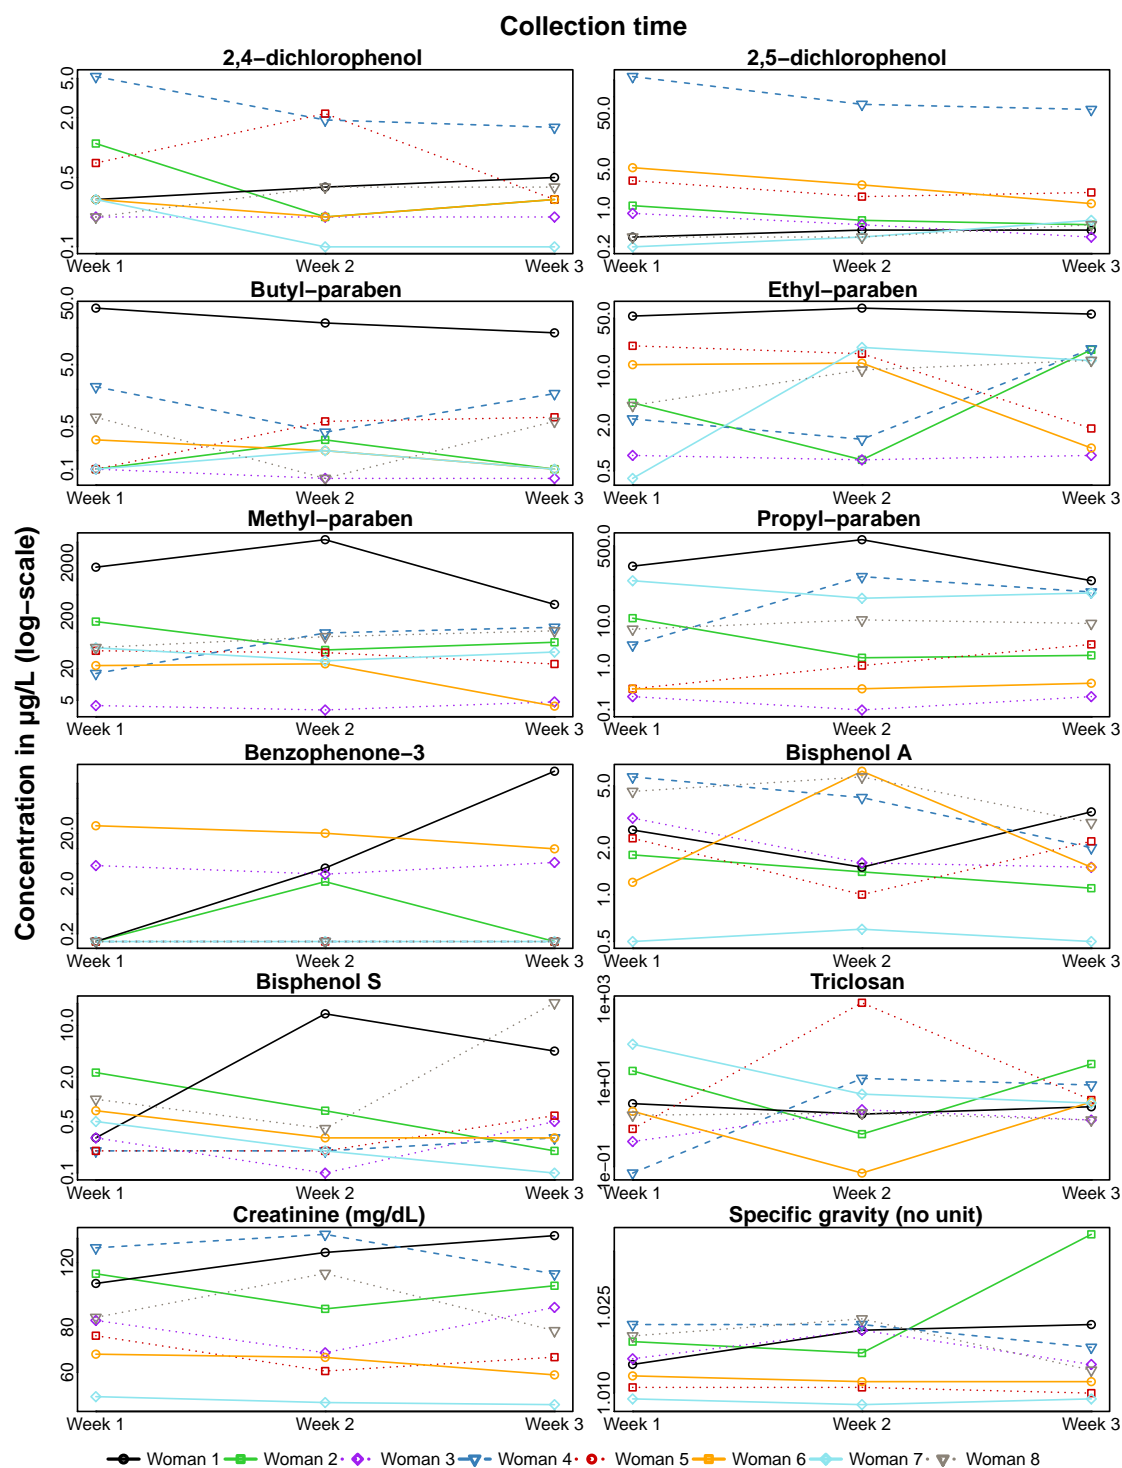 Collection time
2,4−dichlorophenol
2,5−dichlorophenol
5.0
2.0
0.5
0.1
Week 1
Week 2
Week 3
50.0
5.0
1.0
0.2
Week 1
Week 2
Week 3
Butyl−paraben
Ethyl−paraben
50.0
5.0
0.5
0.1
Week 1
Week 2
Week 3
50.0
10.0
2.0
0.5
Week 1
Week 2
Week 3
Concentration in µg/L (log−scale)
Methyl−paraben
Propyl−paraben
2000
200
20
5
Week 1
Week 2
Week 3
500.0
10.0
1.0
0.1
Week 1
Week 2
Week 3
Benzophenone−3
Bisphenol A
20.0
2.0
0.2
Week 1
Week 2
Week 3
5.0
2.0
1.0
0.5
Week 1
Week 2
Week 3
Bisphenol S
Triclosan
10.0
2.0
0.5
0.1
Week 1
Week 2
Week 3
1e+03
1e+01
1e−01
Week 1
Week 2
Week 3
Creatinine (mg/dL)
Specific gravity (no unit)
120
80
60
Week 1
Week 2
Week 3
1.025
1.010
Week 1
Week 2
Week 3
Woman 1 Woman 2 Woman 3 Woman 4 Woman 5 Woman 6 Woman 7 Woman 8